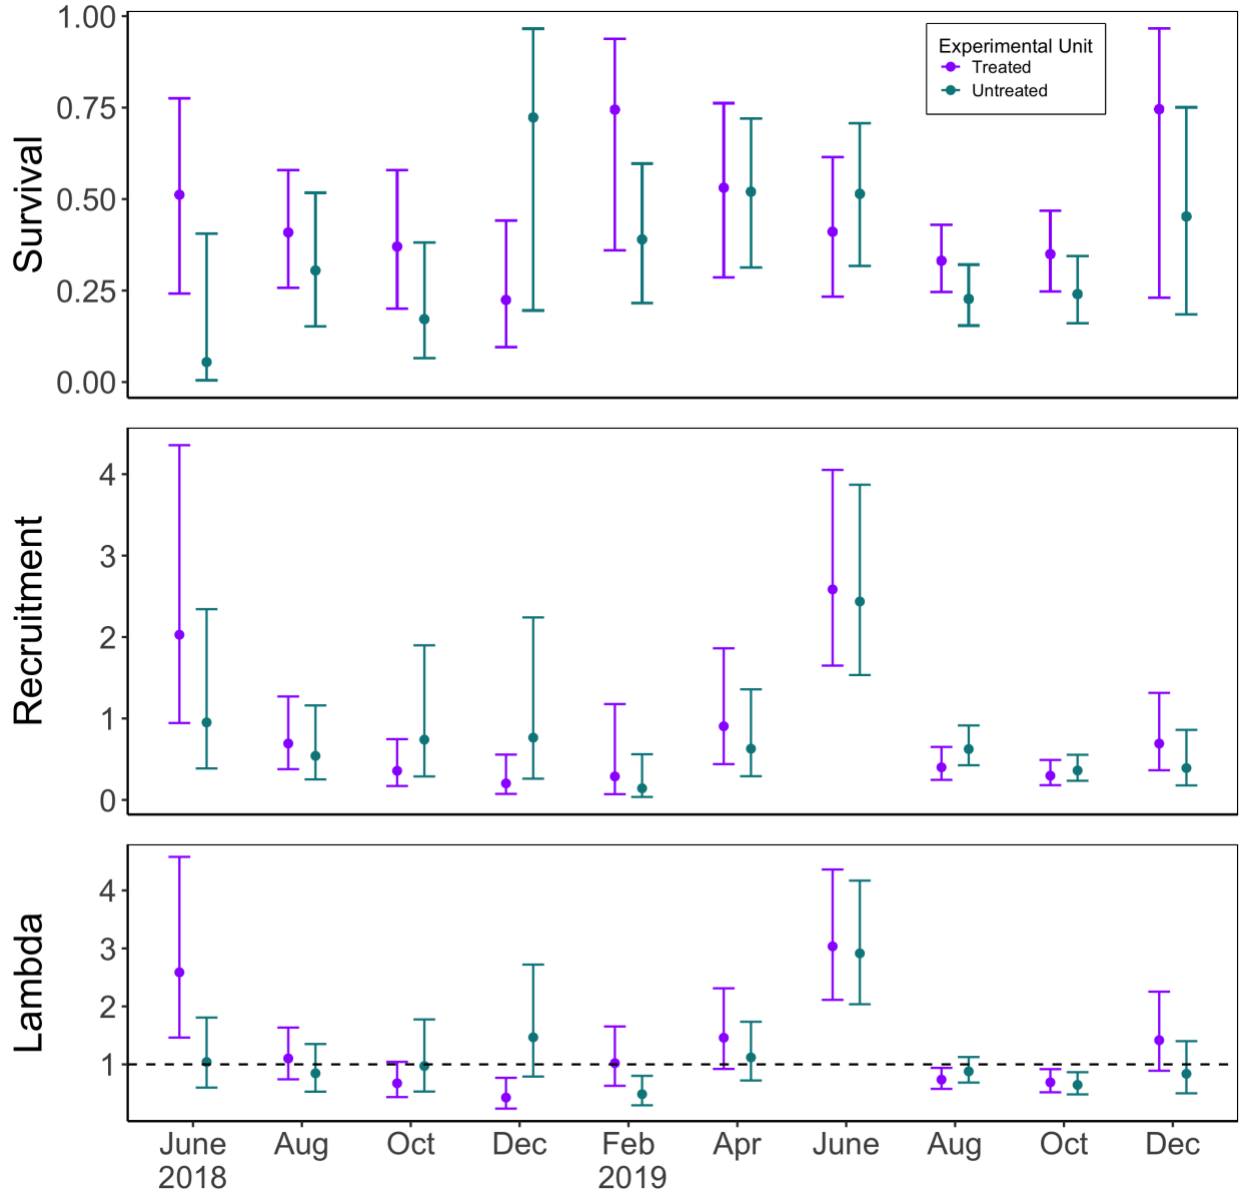 Survival
1.00
0.75
0.50
0.25
0.00
Experimental Unit
Treated
Untreated
Recruitment
4
3
2
1
0
Lambda
4
3
2
1
June Aug Oct Dec Feb Apr June Aug Oct Dec
2018 2019